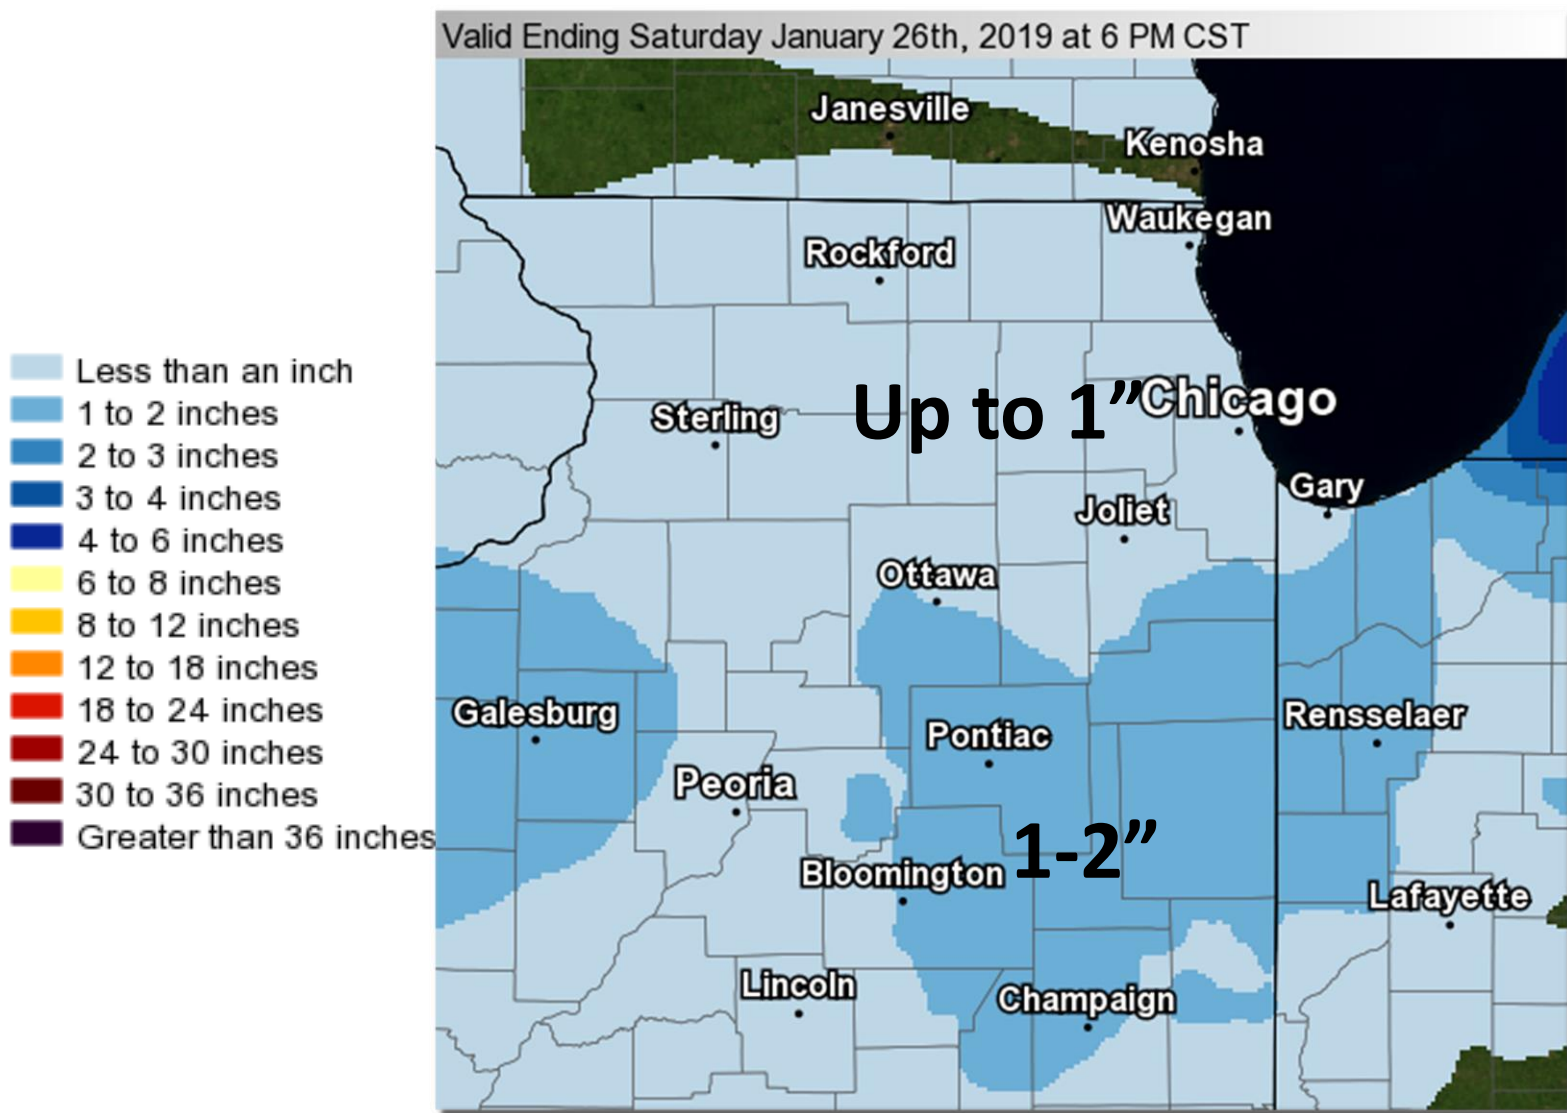 Valid Ending Saturday January 26th, 2019 at 6 PM CST
Janesville
Kenosha
Waukegan
Rockford
Less than an inch
1 to 2 inches
2 to 3 inches
3 to 4 inches
4 to 6 inches
6 to 8 inches
8 to 12 inches
12 to 18 inches
18 to 24 inches
24 to 30 inches
30 to 36 inches
Greater than 36 inches
Up to 1”
Chicago
Sterling
Gary
Joliet
Ottawa
Galesburg
Rensselaer
Pontiac
Peoria
1-2”
Bloomington
Lafayette
Lincoln
Champaign